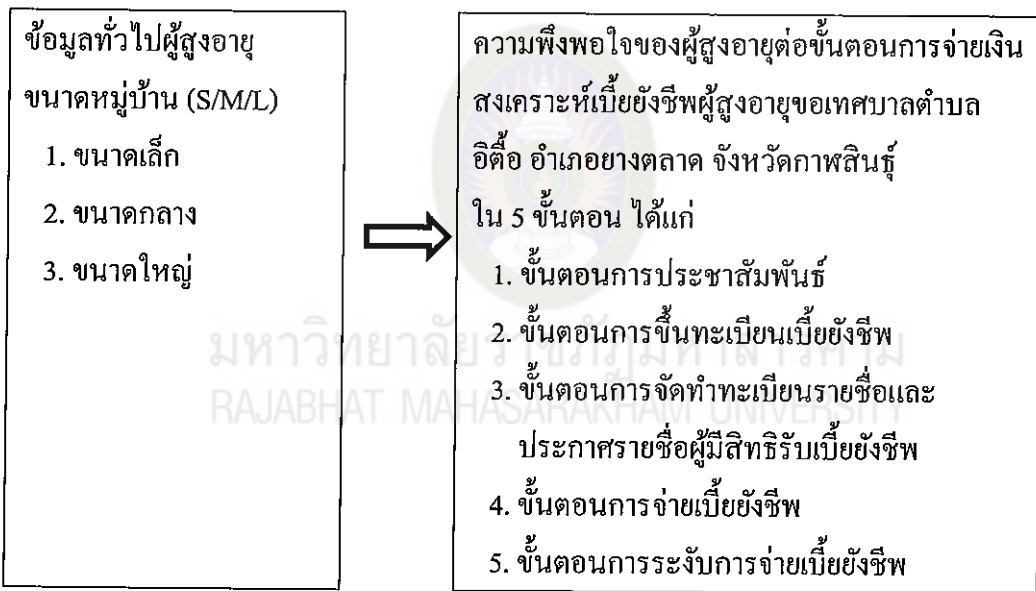 ข้อมูลทั่วไปผู้สูงอายุ
ขนาดหมู่บ้าน (S/M/L)
1. ขนาดเล็ก
2. ขนาดกลาง
3. ขนาดใหญ่
ความพึงพอใจของผู้สูงอายุต่อขั้นตอนการจ่ายเงิน
สงเคราะห์เบี้ยยังชีพผู้สูงอายุขอเทศบาลตำบล
อิตื้อ อำเภอยางตลาด จังหวัดกาฬสินธุ์
ใน 5 ขั้นตอน ได้แก่
1. ขั้นตอนการประชาสัมพันธ์
2. ขั้นตอนการขึ้นทะเบียนเบี้ยยังชีพ
3. ขั้นตอนการจัดทำทะเบียนรายชื่อและ
ประกาศรายชื่อผู้มีสิทธิรับเบี้ยยังชีพ
4. ขั้นตอนการจ่ายเบี้ยยังชีพ
5. ขั้นตอนการระงับการจ่ายเบี้ยยังชีพ
มหาวิทยาลัยราชภัฏมหาสารคาม
RAJABHAT MAHASARAKHAM UNIVERSITY